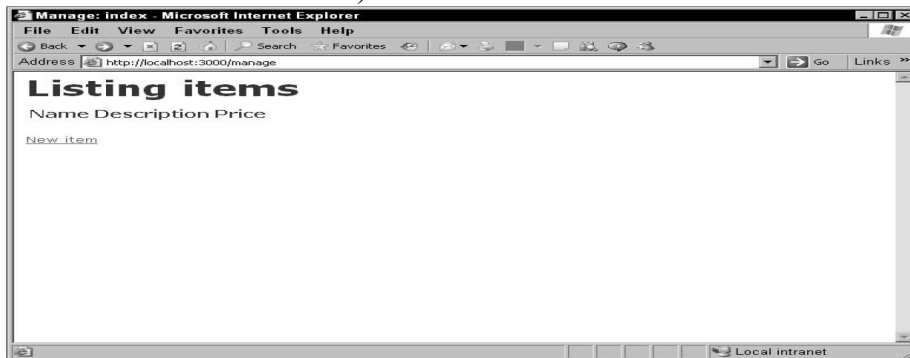 Manage: index - Microsoft Internet Explorer
File Edit View Favorites Tools Help
Back Search Favorites
Address http://localhost:3000/manage Go Links »
Listing items
Name Description Price
New item
Local intranet